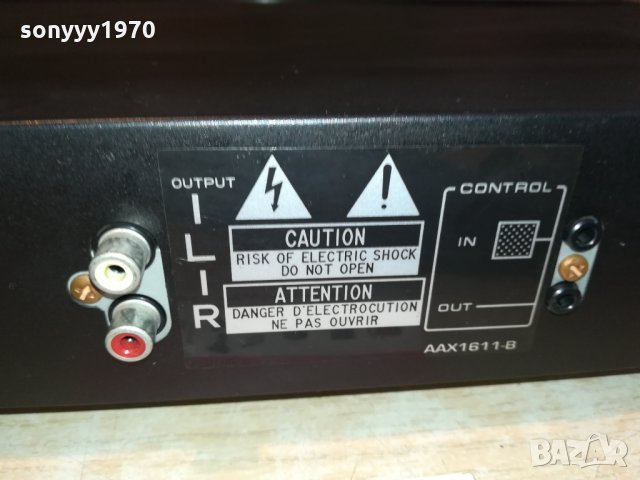 sonyyy1970
OUTPUT
L
R
CAUTION
RISK OF ELECTRIC SHOCK
DO NOT OPEN
ATTENTION
DANGER D'ELECTROCUTION
NE PAS OUVRIR
CONTROL
IN
OUT
AAX1611-B
BAZAR